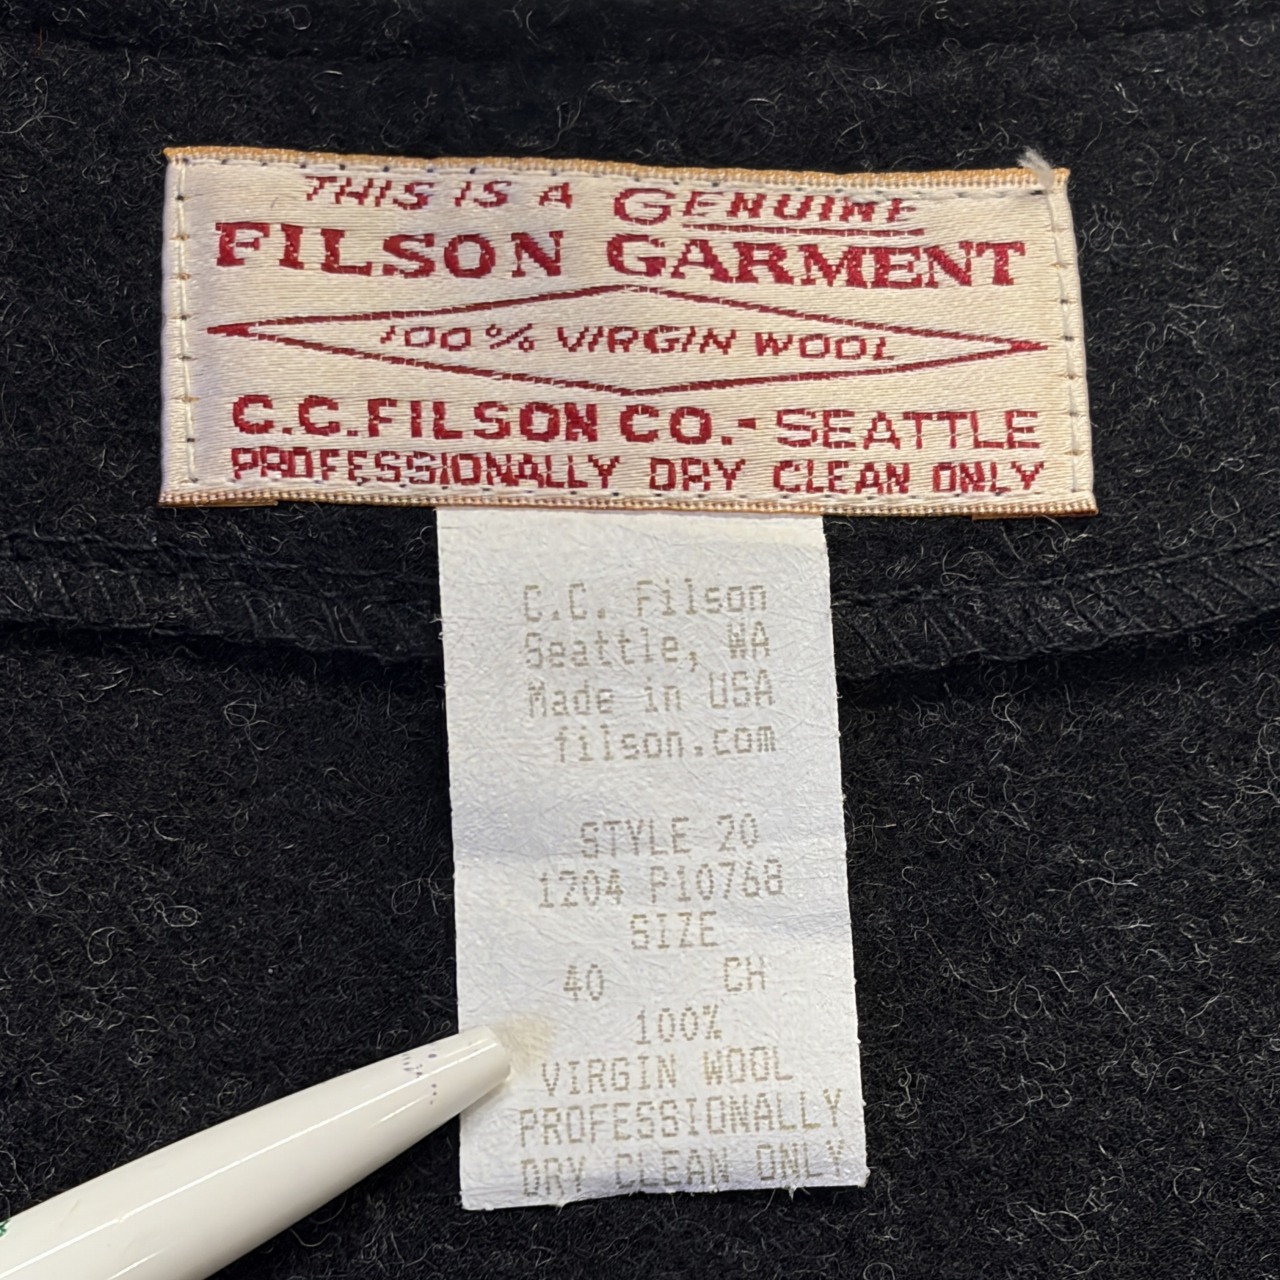 THIS IS A GENUINE
FILSON GARMENT
100% VIRGIN WOOL
C.C.FILSON CO.-SEATTLE
PROFESSIONALLY DRY CLEAN ONLY
C.C. Filson
Seattle, WA
Made in USA
filson.com
STYLE 20
1204 P10768
SIZE
40 CH
100%
VIRGIN WOOL
PROFESSIONALLY
DRY CLEAN ONLY